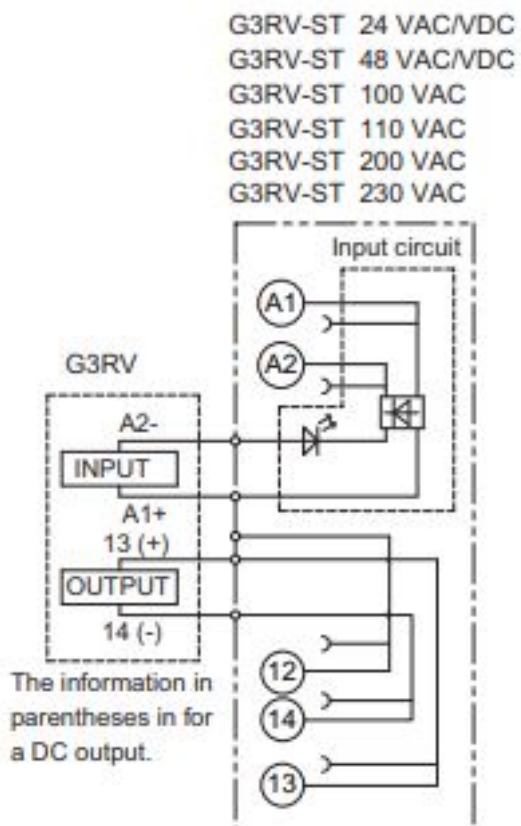 G3RV-ST 24 VAC/VDC
G3RV-ST 48 VAC/VDC
G3RV-ST 100 VAC
G3RV-ST 110 VAC
G3RV-ST 200 VAC
G3RV-ST 230 VAC
Input circuit
A1
A2
G3RV
A2-
INPUT
A1+
13 (+)
OUTPUT
14 (-)
The information in
parentheses in for
a DC output.
12
14
13